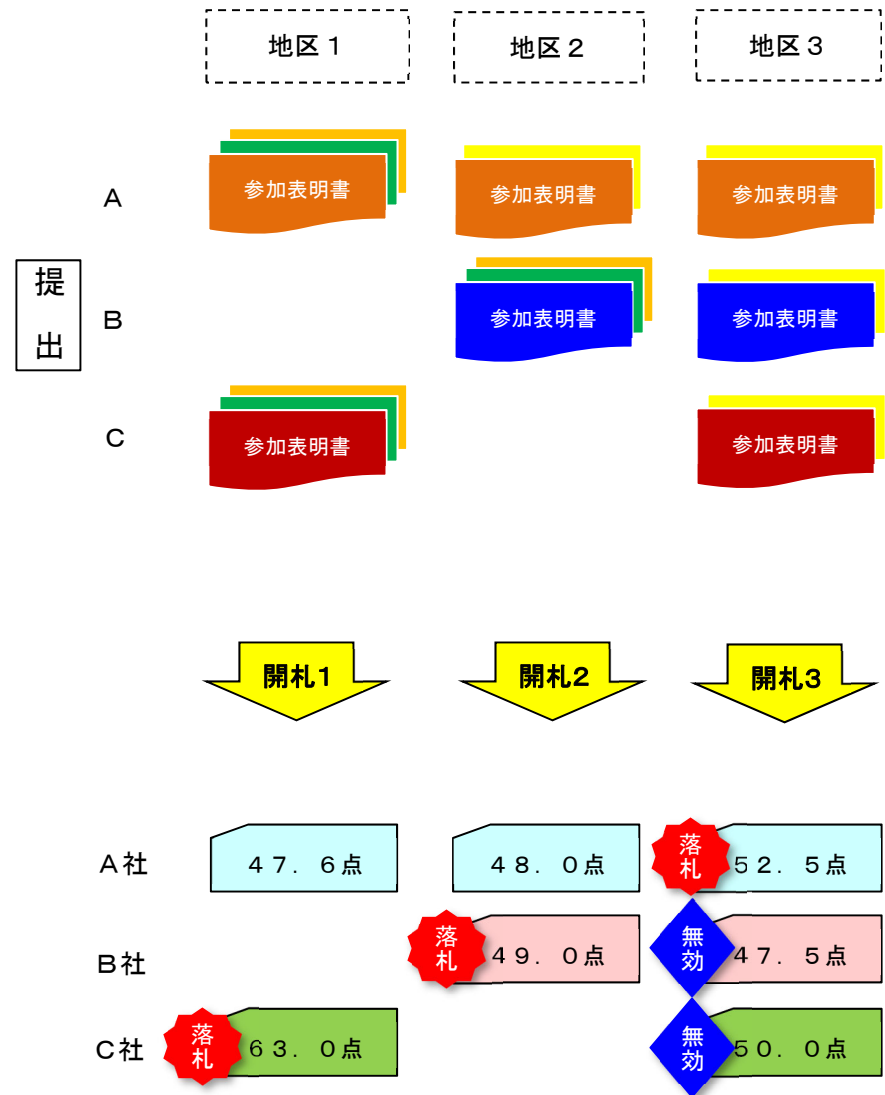 地区1 地区2 地区3
A 参加表明書 参加表明書 参加表明書
提出
B 参加表明書 参加表明書
C 参加表明書 参加表明書
開札1 開札2 開札3
A社 47.6点 48.0点 落札 52.5点
B社 落札 49.0点 無効 47.5点
C社 落札 63.0点 無効 50.0点